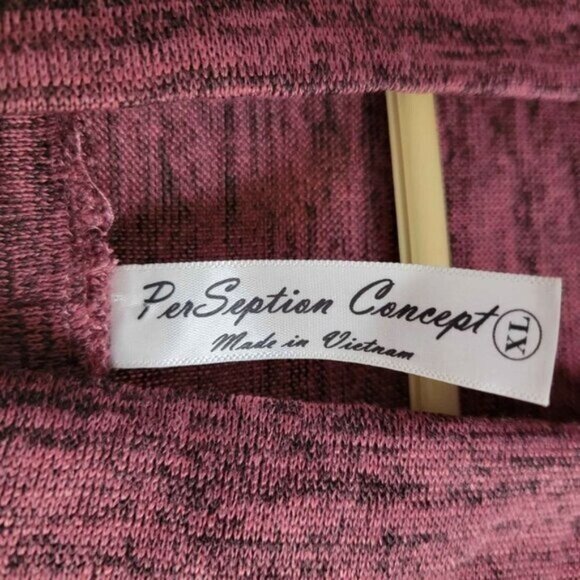 PerSeption Concept
Made in Vietnam
XL